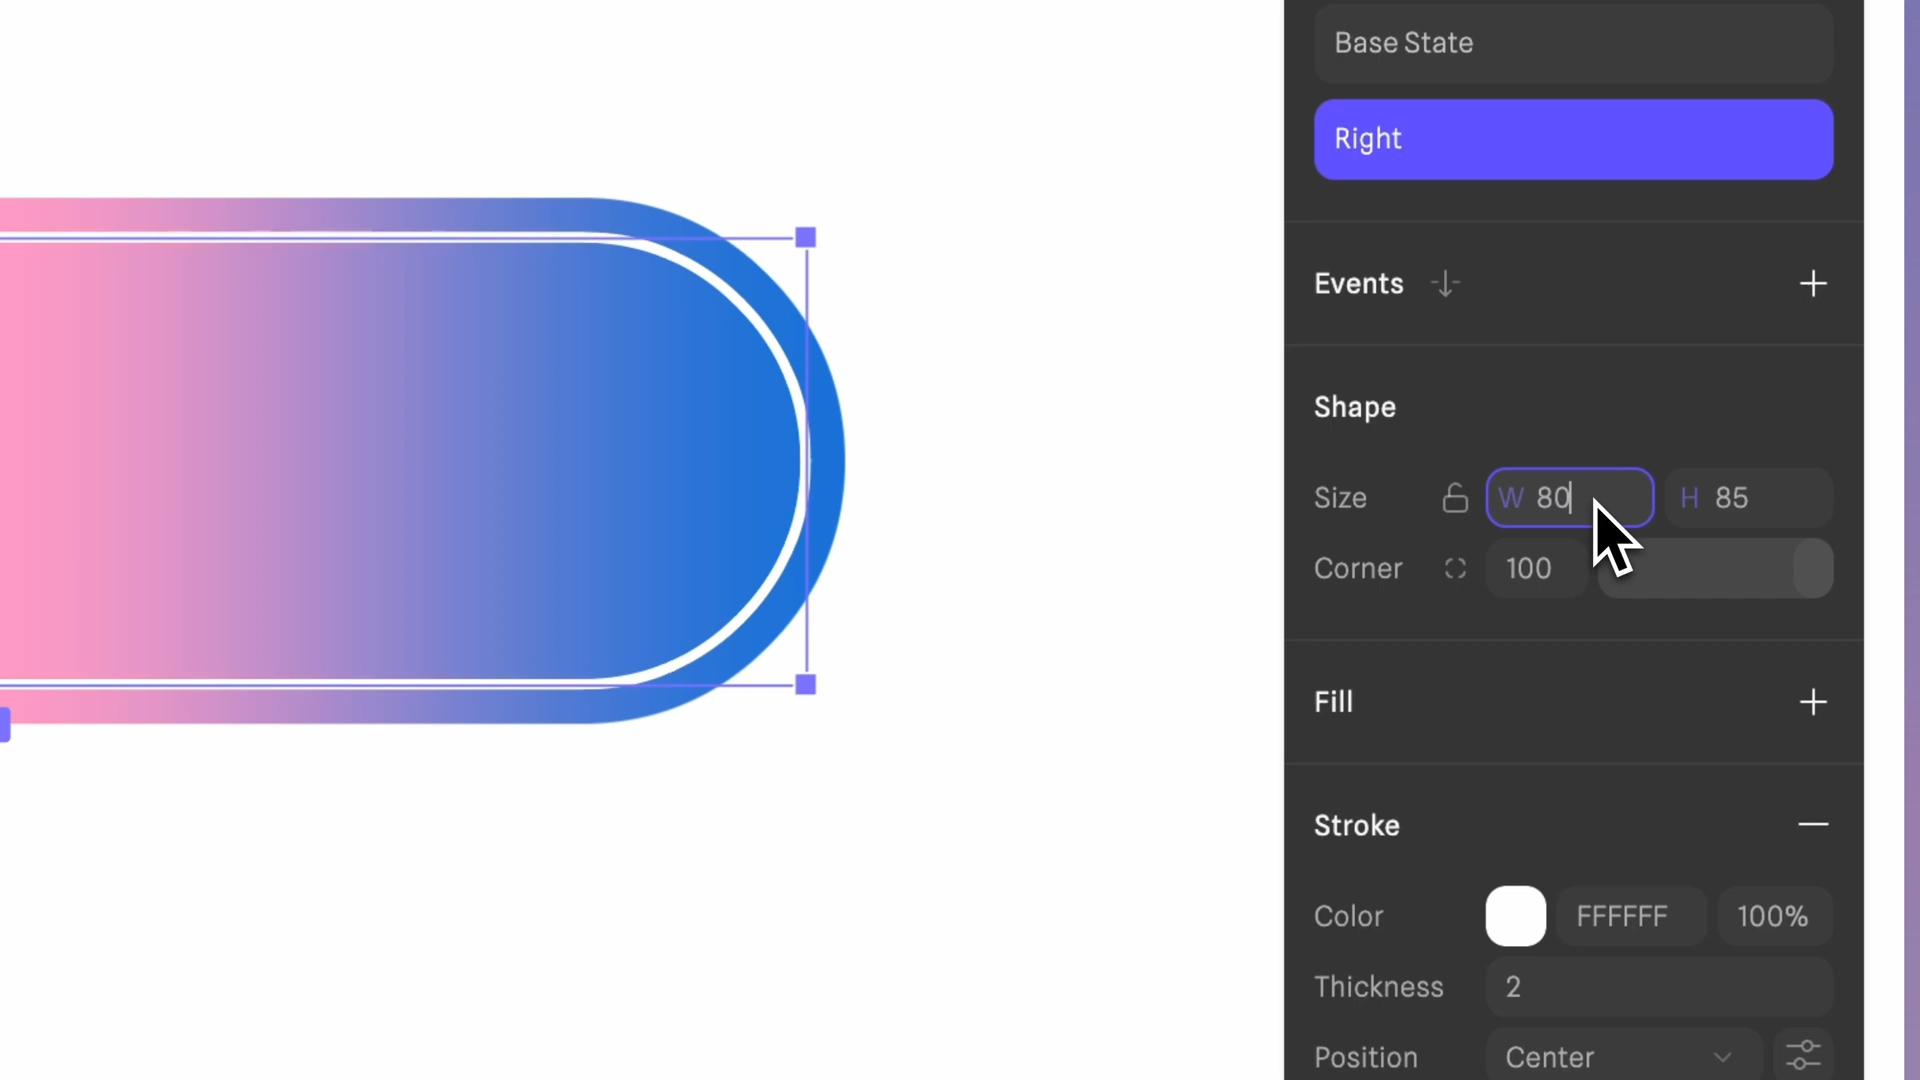 Base State
Right
Events
Shape
Size W 80 H 85
Corner 100
Fill
Stroke
Color FFFFFF 100%
Thickness 2
Position Center